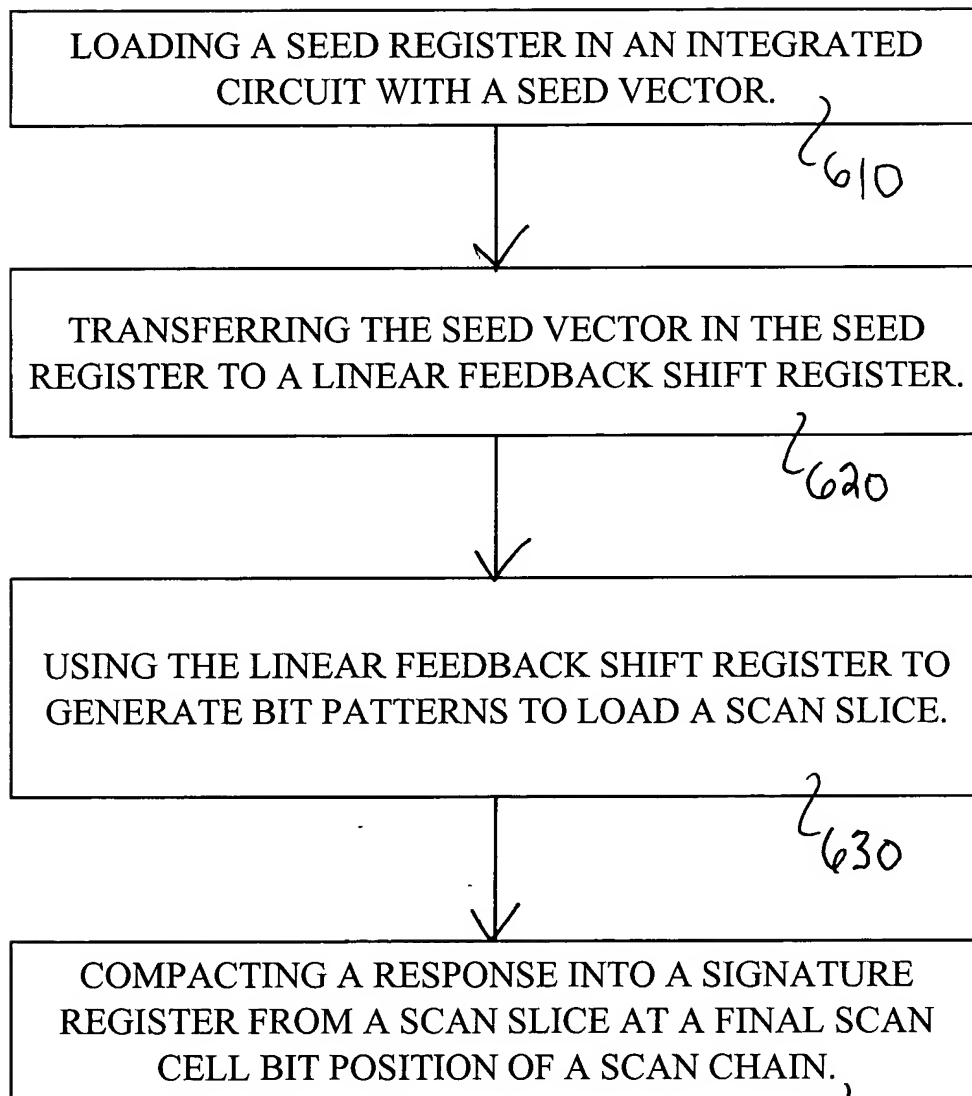 LOADING A SEED REGISTER IN AN INTEGRATED
CIRCUIT WITH A SEED VECTOR.
610
TRANSFERRING THE SEED VECTOR IN THE SEED
REGISTER TO A LINEAR FEEDBACK SHIFT REGISTER.
620
USING THE LINEAR FEEDBACK SHIFT REGISTER TO
GENERATE BIT PATTERNS TO LOAD A SCAN SLICE.
630
COMPACTING A RESPONSE INTO A SIGNATURE
REGISTER FROM A SCAN SLICE AT A FINAL SCAN
CELL BIT POSITION OF A SCAN CHAIN.